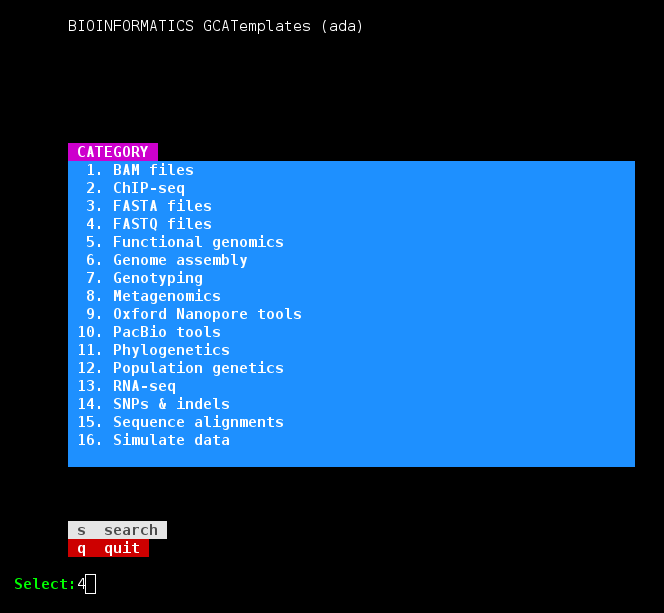 BIOINFORMATICS GCATemplates (ada)
CATEGORY
1. BAM files
2. ChIP-seq
3. FASTA files
4. FASTQ files
5. Functional genomics
6. Genome assembly
7. Genotyping
8. Metagenomics
9. Oxford Nanopore tools
10. PacBio tools
11. Phylogenetics
12. Population genetics
13. RNA-seq
14. SNPs & indels
15. Sequence alignments
16. Simulate data
s search
q quit
Select:4